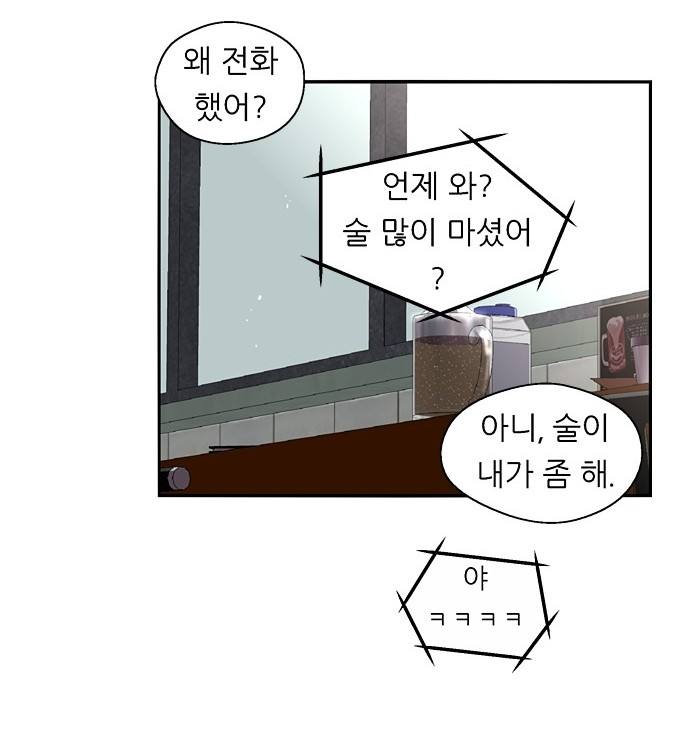 왜 전화
했어?
언제 와?
술 많이 마셨어
?
아니, 술이
내가 좀 해.
야
ㅋㅋㅋㅋ